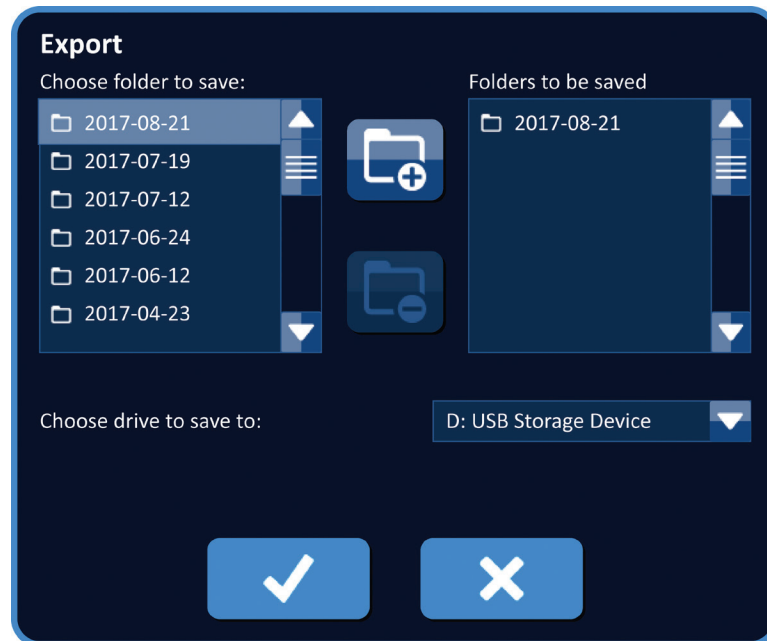 Export
Choose folder to save:
2017-08-21
2017-07-19
2017-07-12
2017-06-24
2017-06-12
2017-04-23
Folders to be saved
2017-08-21
Choose drive to save to:
D: USB Storage Device